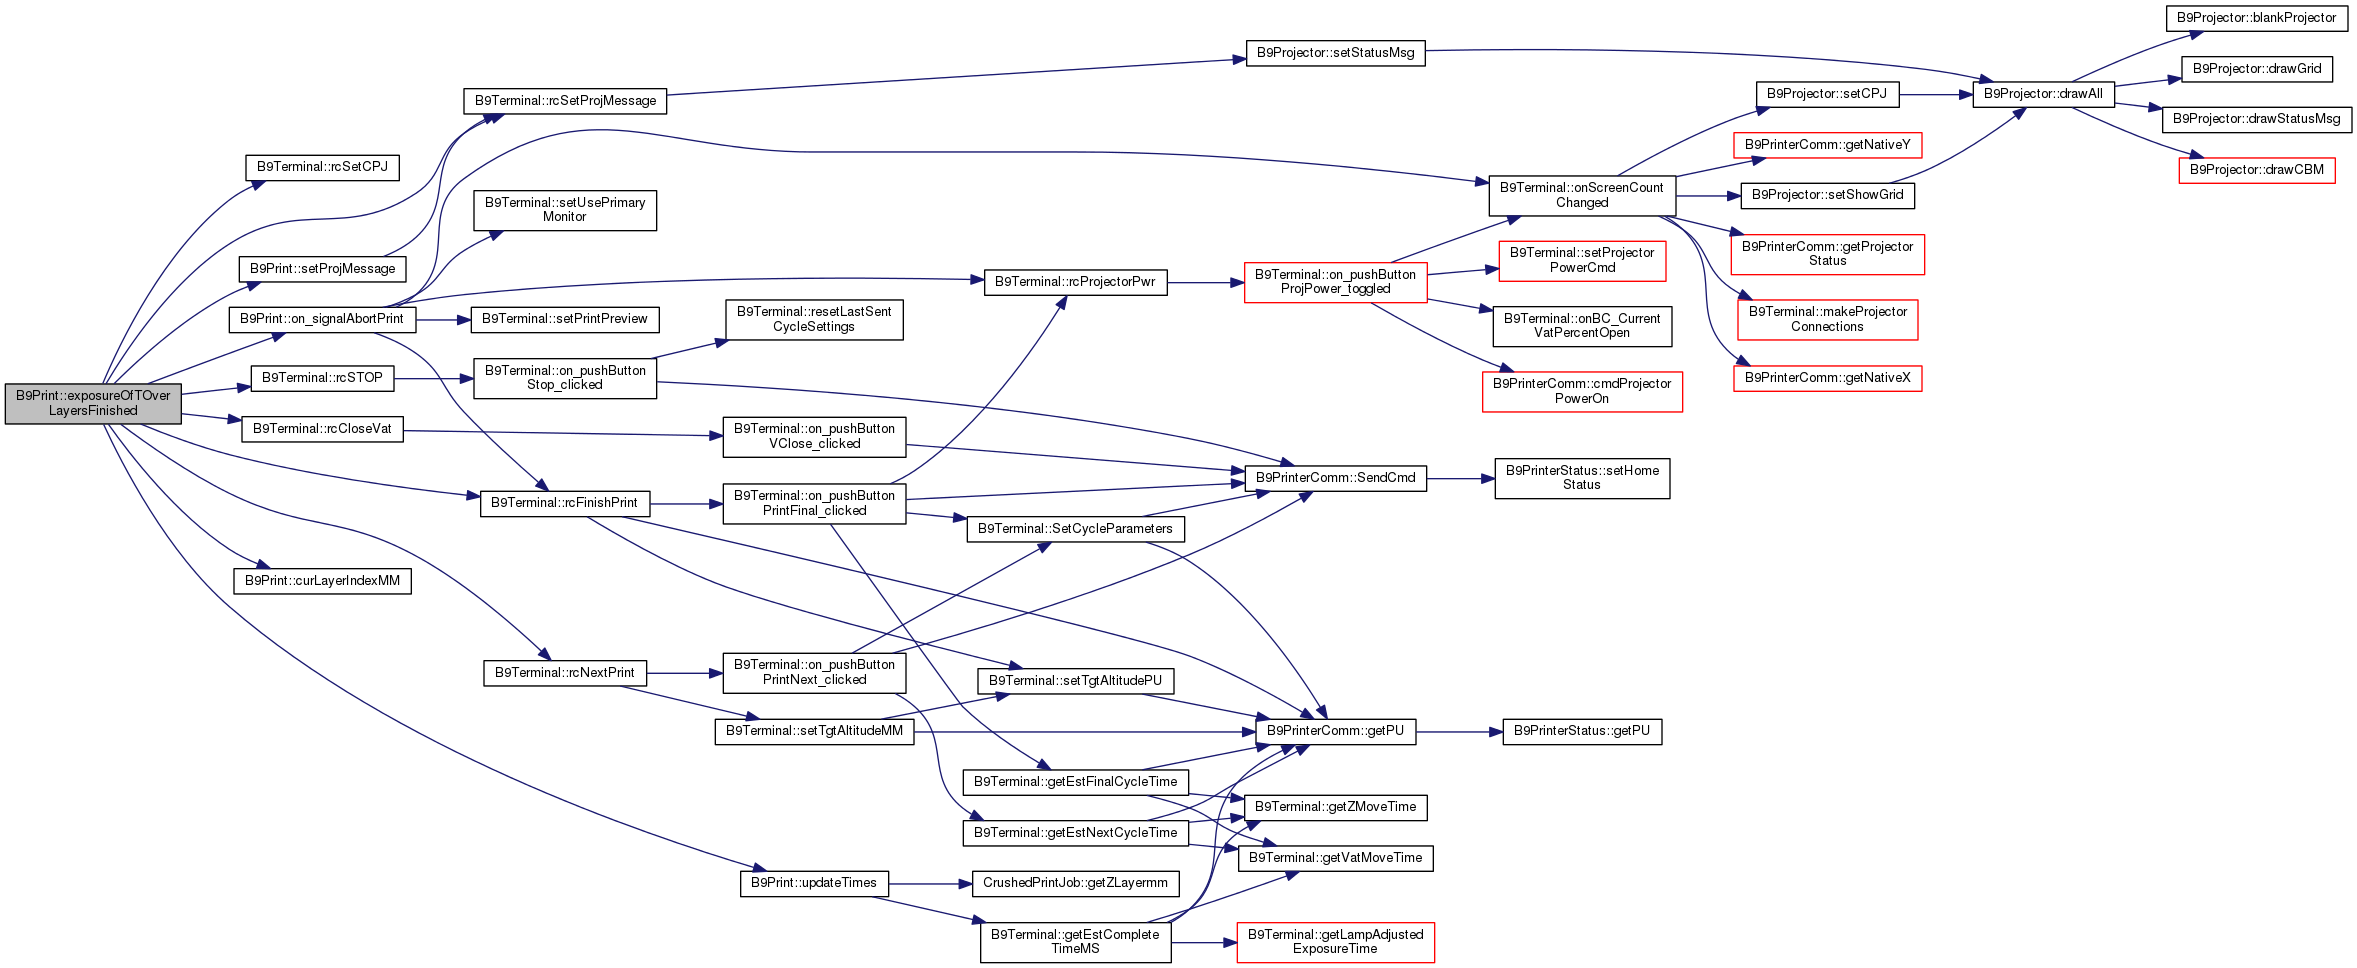 B9Print::exposureOfTOver
LayersFinished
B9Terminal::rcSetCPJ
B9Terminal::rcSetProjMessage
B9Print::setProjMessage
B9Print::on_signalAbortPrint
B9Terminal::rcSTOP
B9Terminal::rcCloseVat
B9Terminal::rcFinishPrint
B9Print::curLayerIndexMM
B9Terminal::rcNextPrint
B9Print::updateTimes
B9Terminal::setUsePrimary
Monitor
B9Terminal::setPrintPreview
B9Terminal::on_pushButton
Stop_clicked
B9Terminal::resetLastSent
CycleSettings
B9Terminal::on_pushButton
VClose_clicked
B9Terminal::on_pushButton
PrintFinal_clicked
B9Terminal::on_pushButton
PrintNext_clicked
B9Terminal::setTgtAltitudeMM
CrushedPrintJob::getZLayermm
B9Terminal::getEstComplete
TimeMS
B9Terminal::rcProjectorPwr
B9Terminal::SetCycleParameters
B9Terminal::setTgtAltitudePU
B9Terminal::getEstFinalCycleTime
B9Terminal::getEstNextCycleTime
B9Projector::setStatusMsg
B9Terminal::on_pushButton
ProjPower_toggled
B9PrinterComm::SendCmd
B9PrinterComm::getPU
B9Terminal::getZMoveTime
B9Terminal::getVatMoveTime
B9Terminal::getLampAdjusted
ExposureTime
B9Terminal::onScreenCount
Changed
B9Terminal::setProjector
PowerCmd
B9Terminal::onBC_Current
VatPercentOpen
B9PrinterComm::cmdProjector
PowerOn
B9PrinterStatus::setHome
Status
B9PrinterStatus::getPU
B9Projector::setCPJ
B9PrinterComm::getNativeY
B9Projector::setShowGrid
B9PrinterComm::getProjector
Status
B9Terminal::makeProjector
Connections
B9PrinterComm::getNativeX
B9Projector::drawAll
B9Projector::blankProjector
B9Projector::drawGrid
B9Projector::drawStatusMsg
B9Projector::drawCBM